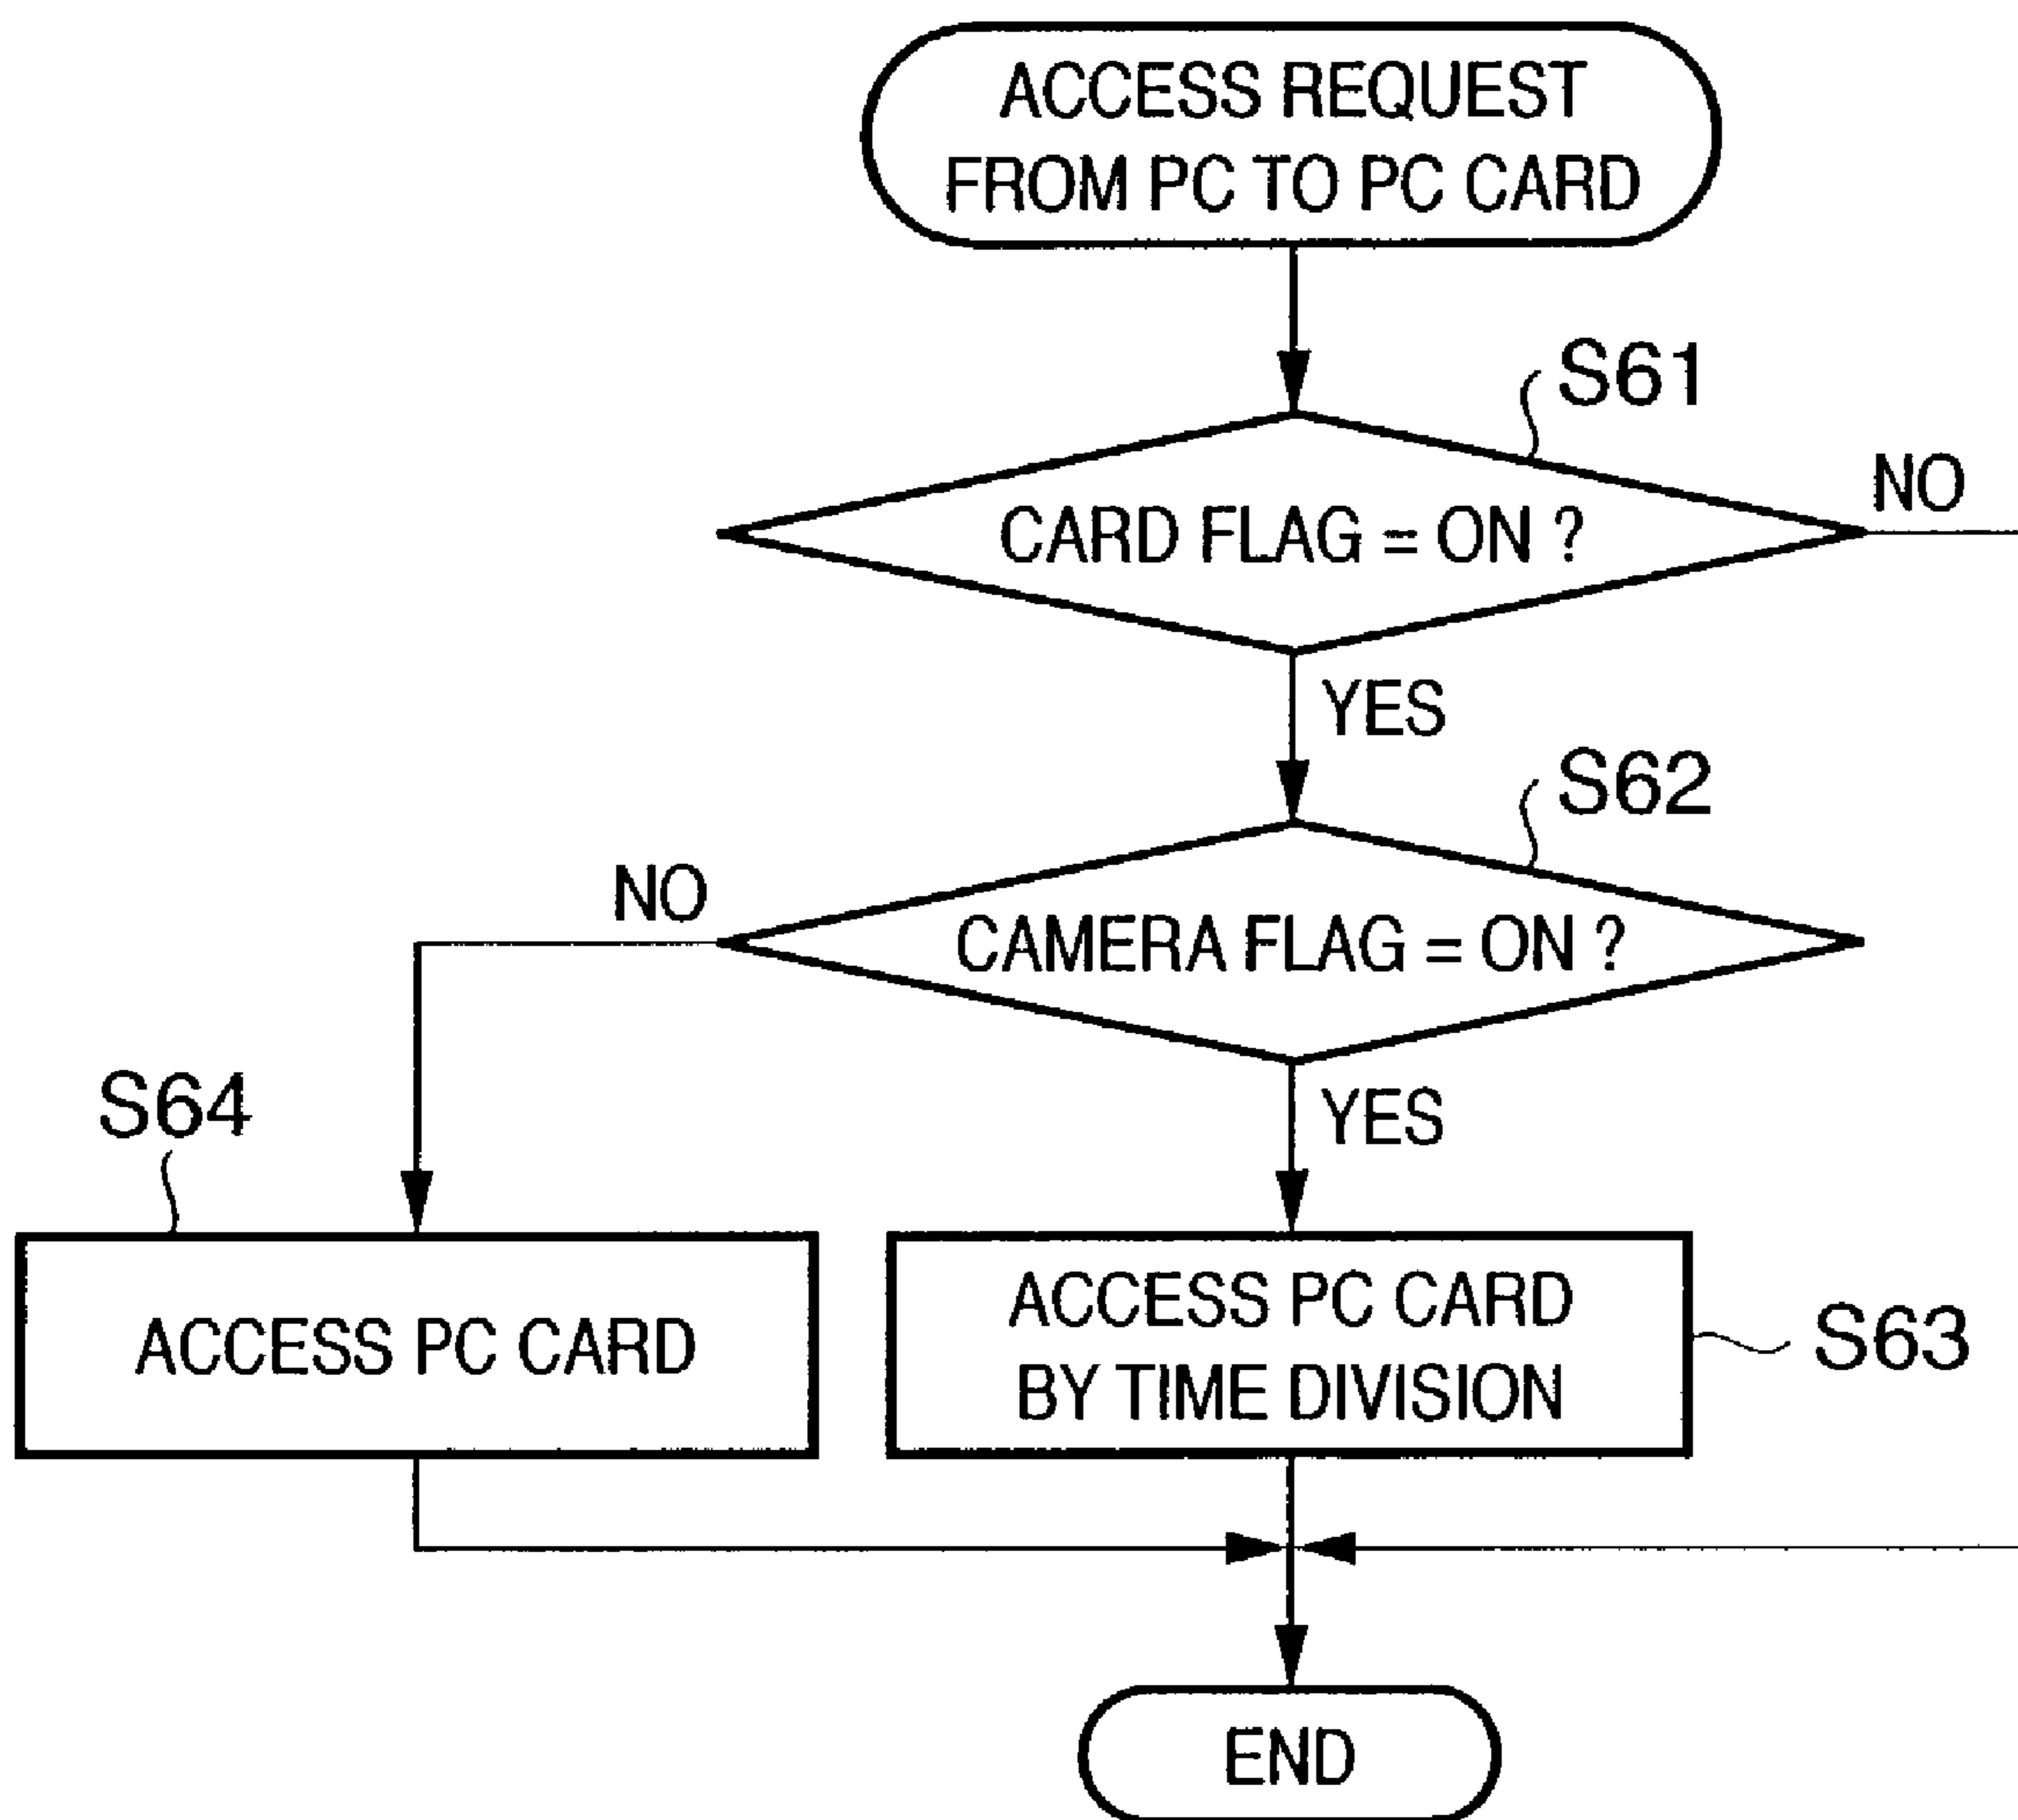 ACCESS REQUEST
FROM PC TO PC CARD
S61
CARD FLAG = ON ?
NO
YES
S62
NO
CAMERA FLAG = ON ?
YES
S64
ACCESS PC CARD
ACCESS PC CARD
BY TIME DIVISION
S63
END